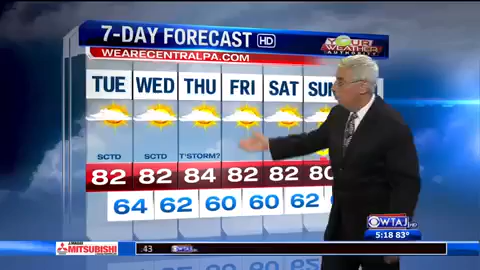 7-DAY FORECAST HD
YOUR
WEATHER
AUTHORITY
WEARECENTRALPA.COM
TUE WED THU FRI SAT SUN
SCTD SCTD T'STORM?
82 82 84 82 82 80
64 62 60 60 62
WTAJ HD
5:18 83°
MITSUBISHI
.43
WTAJ